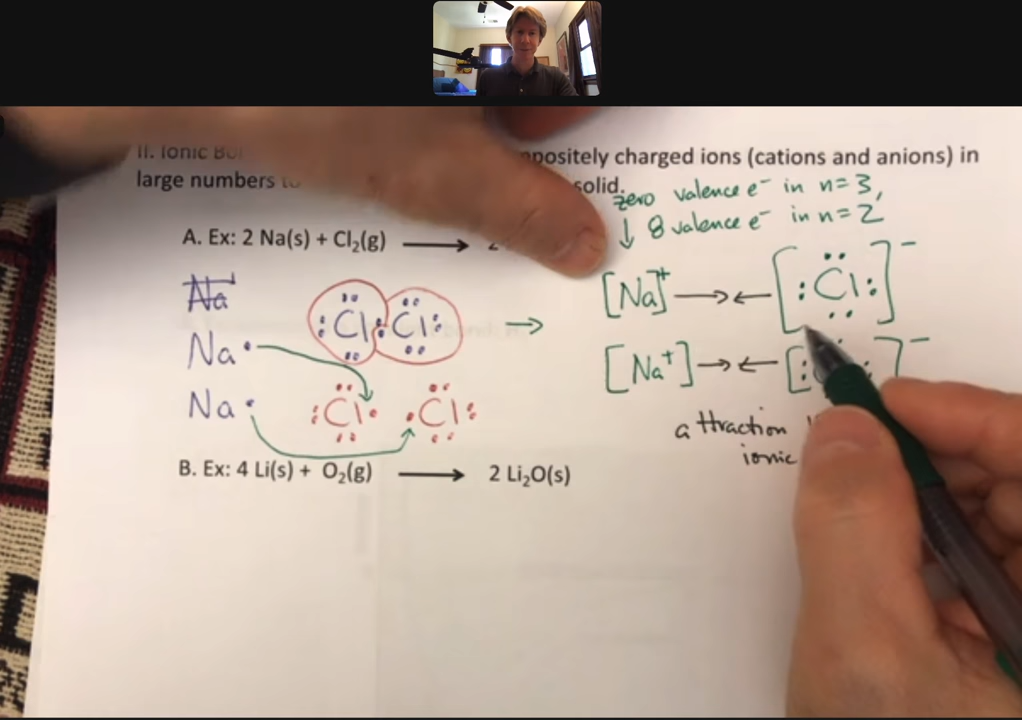 II. Ionic
oppositely charged ions (cations and anions) in
large numbers solid.
zero valence e⁻ in n=3,
↓ 8 valence e⁻ in n=2
A. Ex: 2 Na(s) + Cl₂(g) ⟶ 2
Na :Cl:Cl: → [Na]⁺ →← [:Cl:]⁻
Na· [Na⁺] →← [: :]⁻
Na· :Cl· ·Cl:
attraction
ionic
B. Ex: 4 Li(s) + O₂(g) ⟶ 2 Li₂O(s)